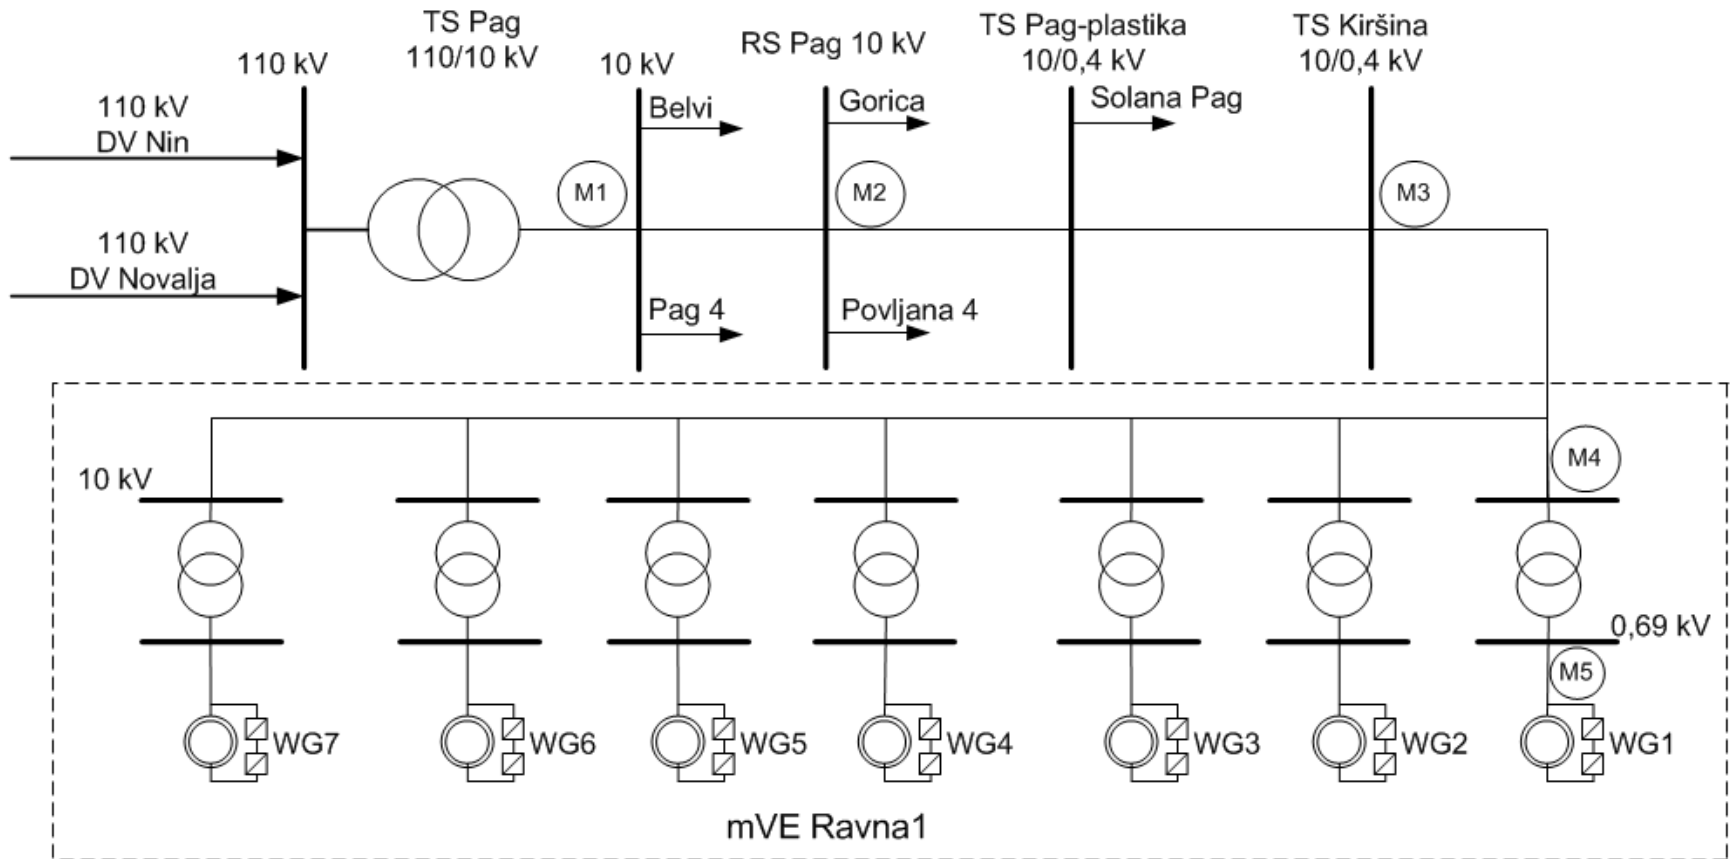 TS Pag
110/10 kV
110 kV
10 kV
RS Pag 10 kV
TS Pag-plastika
10/0,4 kV
TS Kiršina
10/0,4 kV
110 kV
DV Nin
Belvi
Gorica
Solana Pag
M1
M2
M3
110 kV
DV Novalja
Pag 4
Povljana 4
10 kV
M4
0,69 kV
M5
WG7
WG6
WG5
WG4
WG3
WG2
WG1
mVE Ravna1